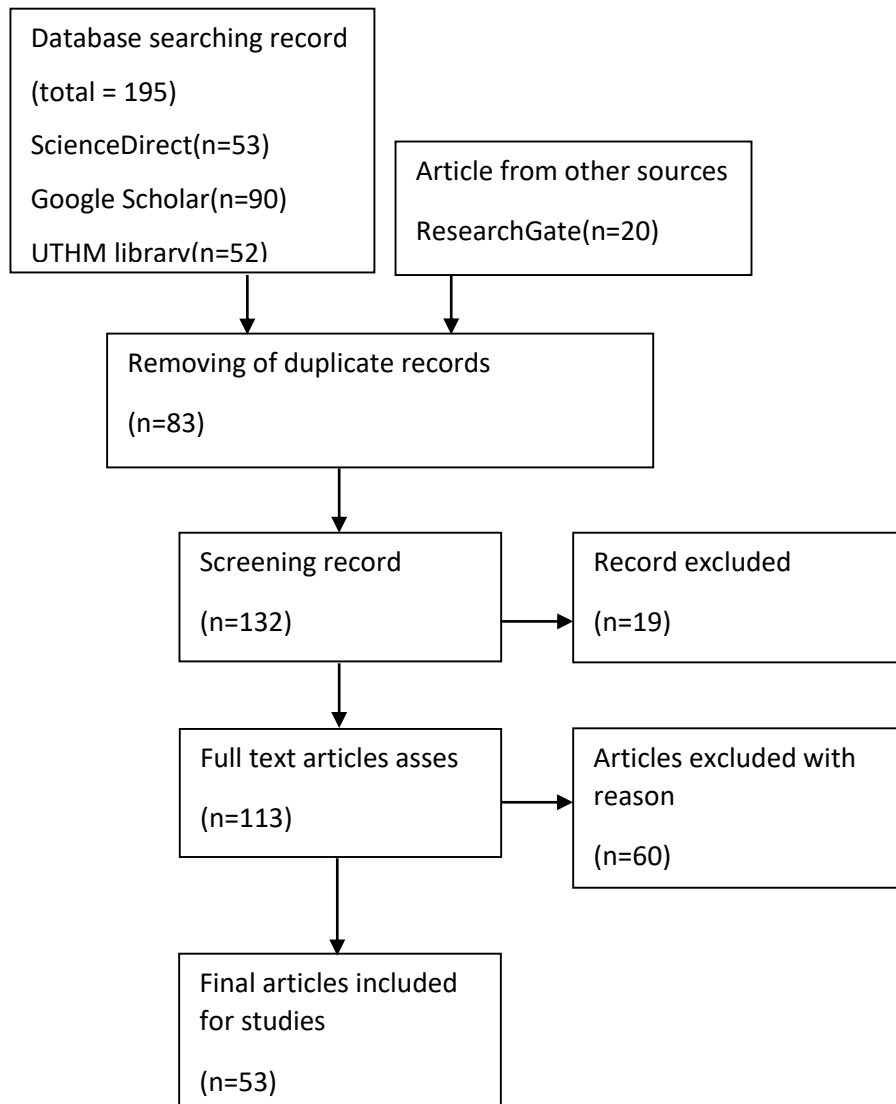 Database searching record
(total = 195)
ScienceDirect(n=53)
Google Scholar(n=90)
UTHM library(n=52)
Article from other sources
ResearchGate(n=20)
Removing of duplicate records
(n=83)
Screening record
(n=132)
Record excluded
(n=19)
Full text articles asses
(n=113)
Articles excluded with
reason
(n=60)
Final articles included
for studies
(n=53)